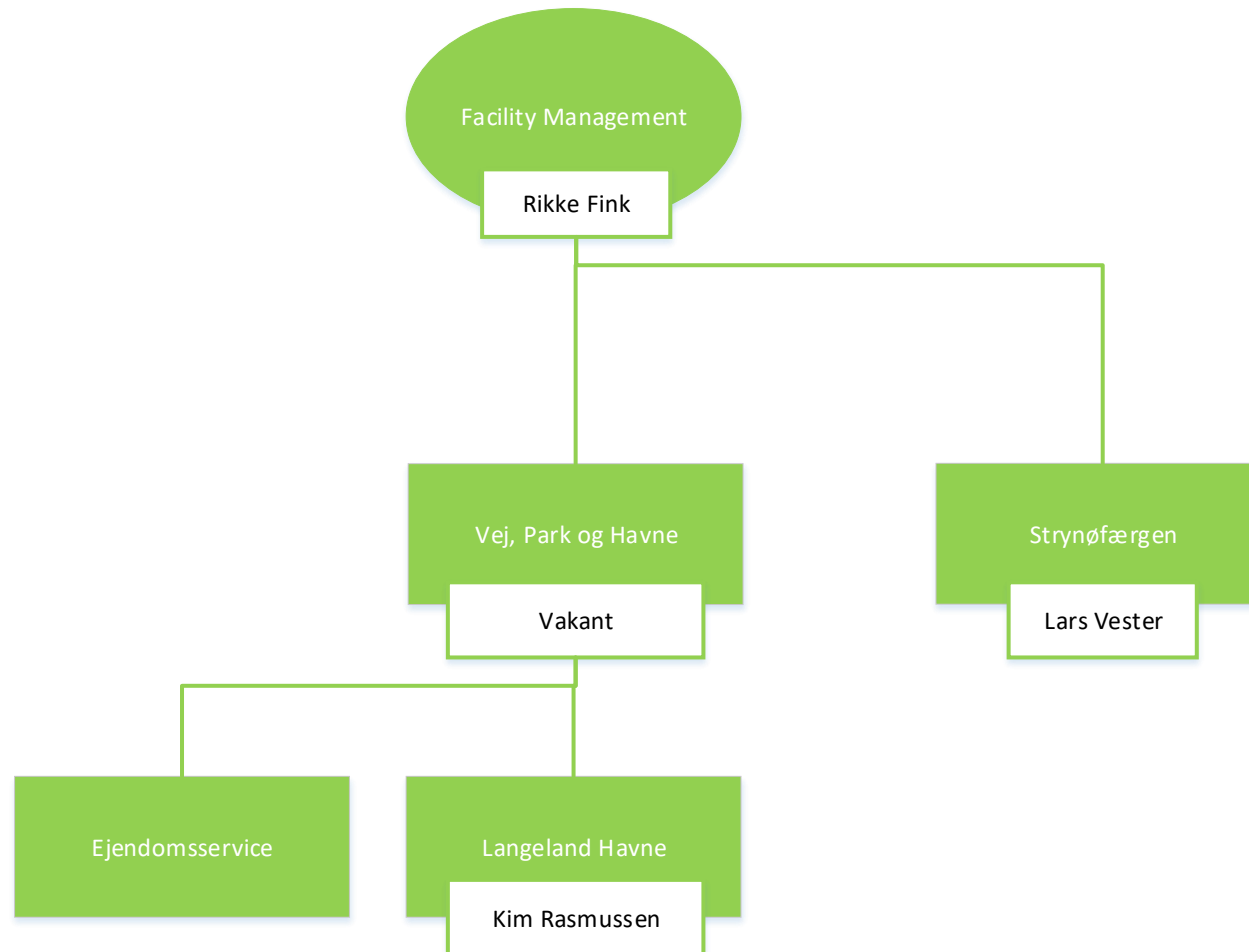 Facility Management
Rikke Fink
Vej, Park og Havne
Vakant
Strynøfærgen
Lars Vester
Ejendomsservice
Langeland Havne
Kim Rasmussen